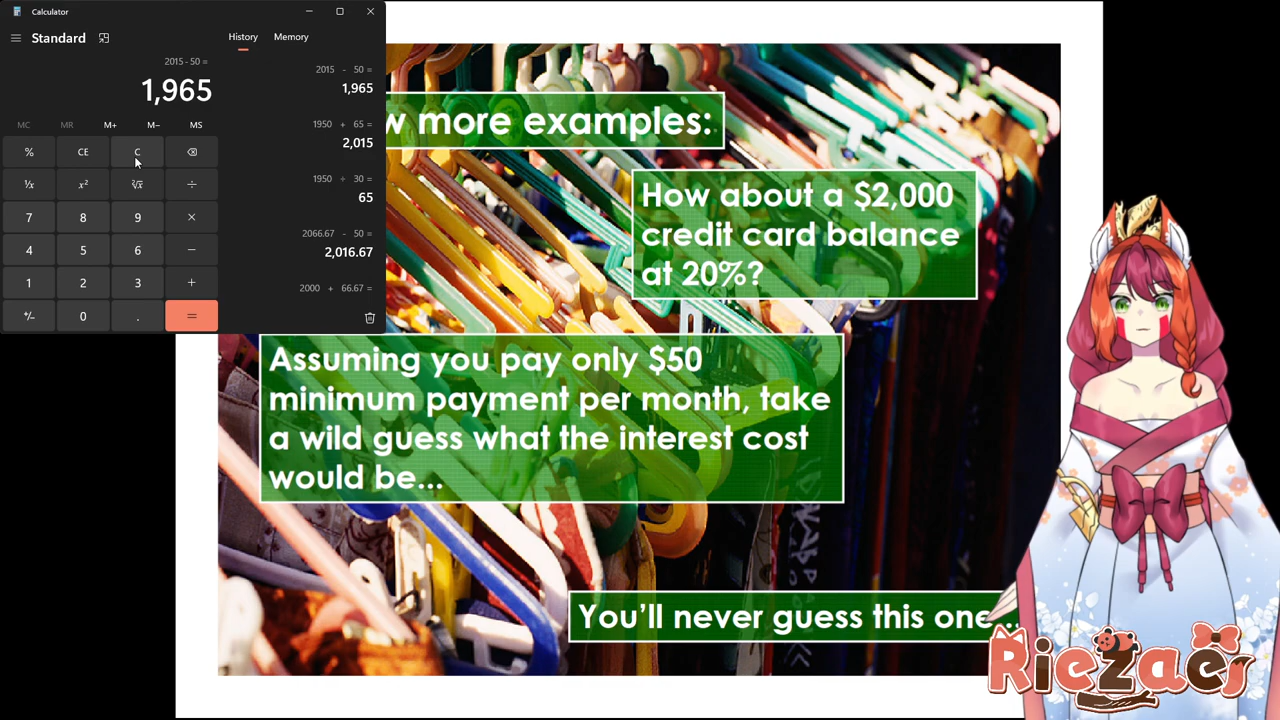 Calculator
Standard
History
Memory
2015 - 50 =
1,965
MC MR M+ M− MS
% CE C
⅟x x² ²√x ÷
7 8 9 ×
4 5 6 −
1 2 3 +
+/− 0 . =
2015 - 50 =
1,965
1950 + 65 =
2,015
1950 ÷ 30 =
65
2066.67 - 50 =
2,016.67
2000 + 66.67 =
more examples:
How about a $2,000
credit card balance
at 20%?
Assuming you pay only $50
minimum payment per month, take
a wild guess what the interest cost
would be...
You'll never guess this one...
Riezae